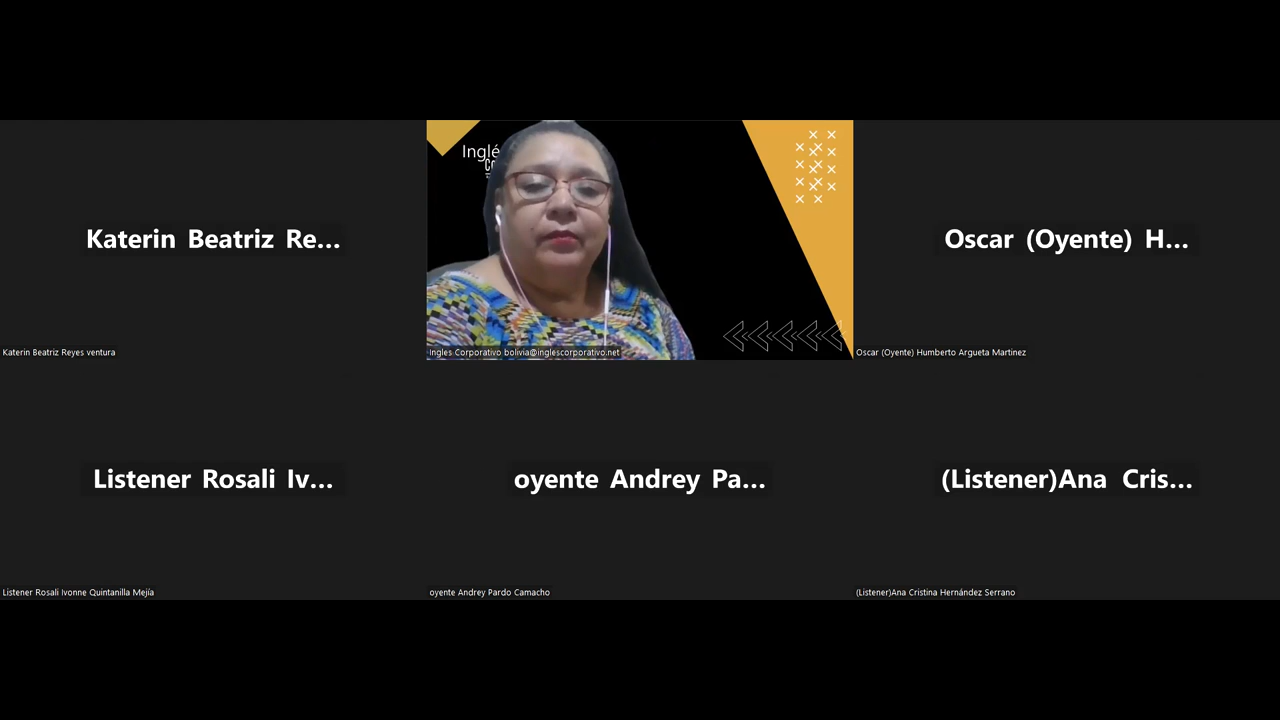 Katerin Beatriz Re...
Katerin Beatriz Reyes ventura
Inglé
Ingles Corporativo bolivia@inglescorporativo.net
Oscar (Oyente) H...
Oscar (Oyente) Humberto Argueta Martinez
Listener Rosali Iv...
Listener Rosali Ivonne Quintanilla Mejía
oyente Andrey Pa...
oyente Andrey Pardo Camacho
(Listener)Ana Cris...
(Listener)Ana Cristina Hernández Serrano